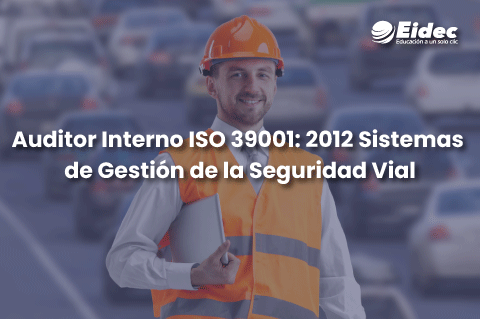 Eidec
Educación a un solo clic
Auditor Interno ISO 39001: 2012 Sistemas
de Gestión de la Seguridad Vial